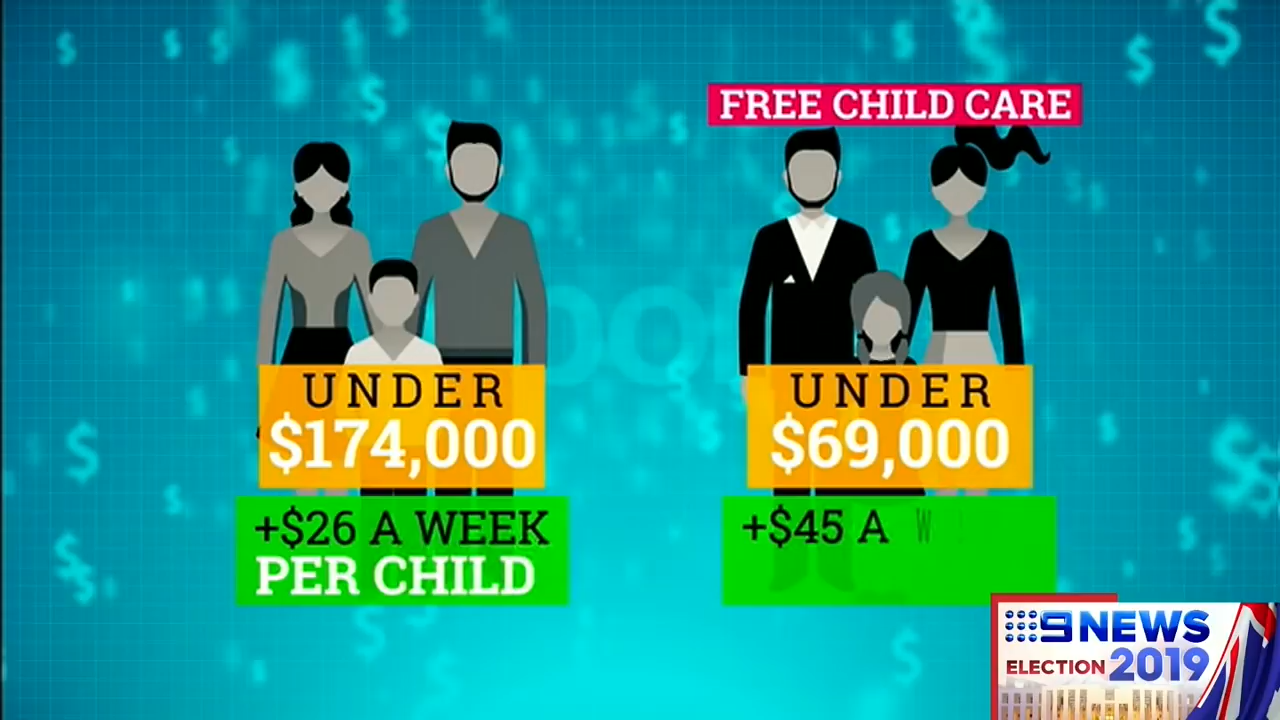 FREE CHILD CARE
UNDER
$174,000
+$26 A WEEK
PER CHILD
UNDER
$69,000
+$45 A W
9NEWS
ELECTION 2019